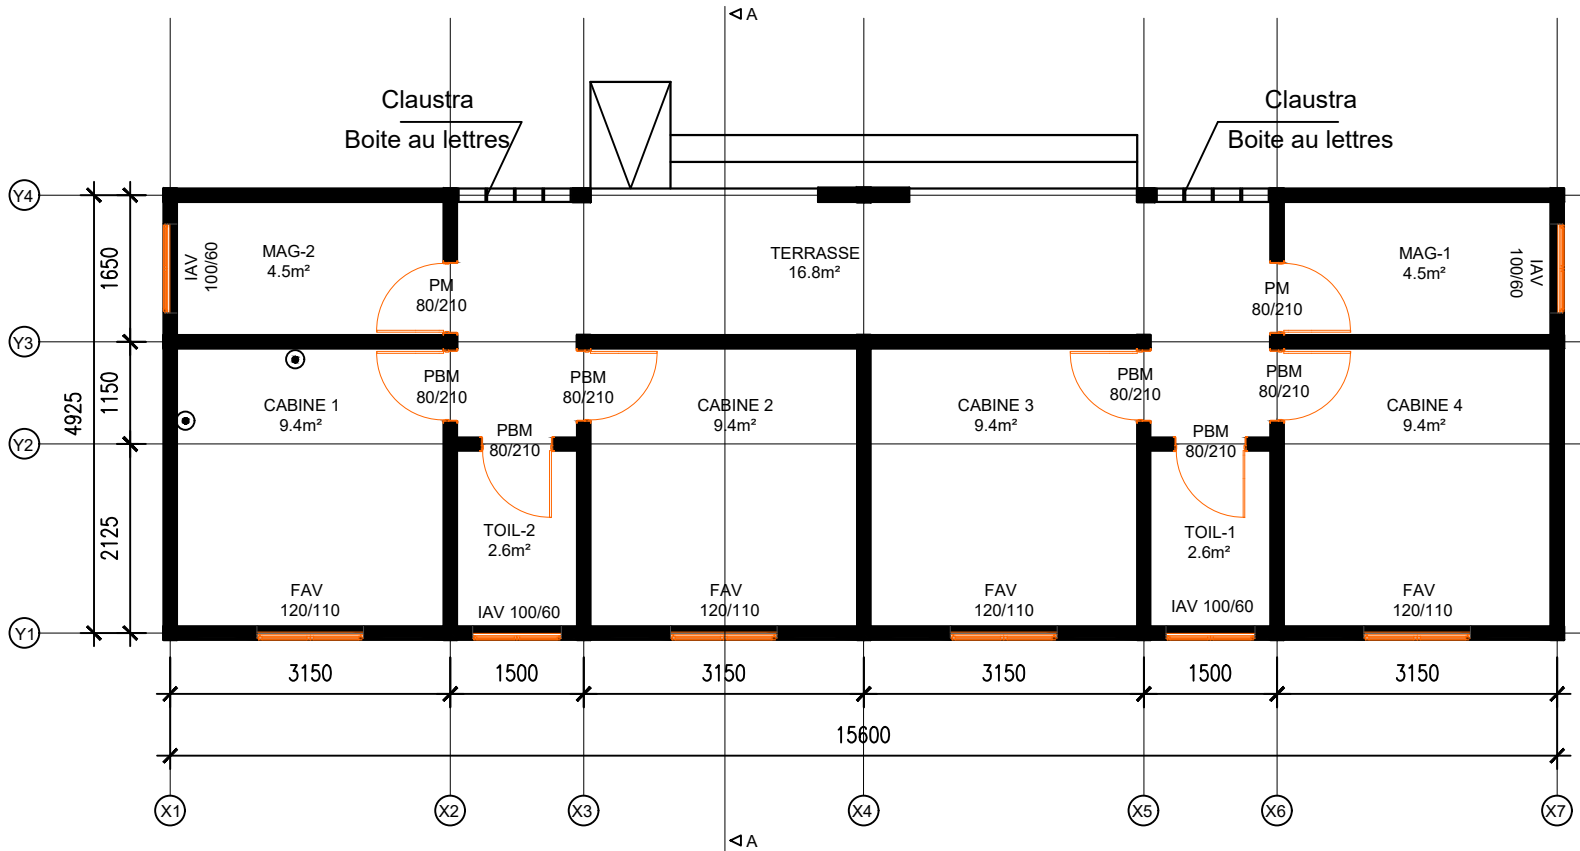 A
Claustra
Boite au lettres
Claustra
Boite au lettres
Y4
Y3
Y2
Y1
4925
1650
1150
2125
IAV
100/60
MAG-2
4.5m²
PM
80/210
TERRASSE
16.8m²
PM
80/210
MAG-1
4.5m²
IAV
100/60
CABINE 1
9.4m²
PBM
80/210
PBM
80/210
PBM
80/210
CABINE 2
9.4m²
CABINE 3
9.4m²
PBM
80/210
PBM
80/210
PBM
80/210
CABINE 4
9.4m²
TOIL-2
2.6m²
TOIL-1
2.6m²
FAV
120/110
IAV 100/60
FAV
120/110
FAV
120/110
IAV 100/60
FAV
120/110
3150
1500
3150
3150
1500
3150
15600
X1
X2
X3
X4
X5
X6
X7
A